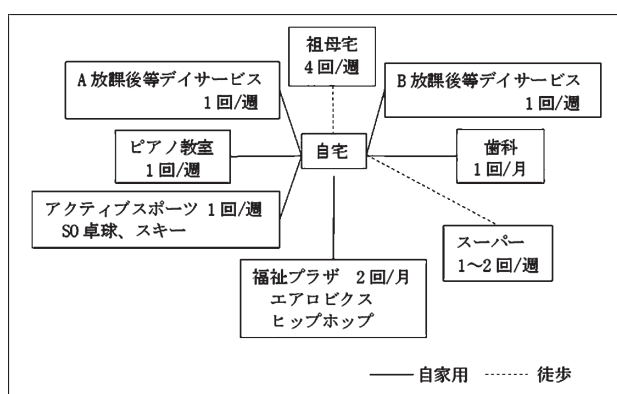 祖母宅
4回/週
A放課後等デイサービス
1回/週
B放課後等デイサービス
1回/週
ピアノ教室
1回/週
自宅
歯科
1回/月
アクティブスポーツ 1回/週
SO卓球、スキー
スーパー
1～2回/週
福祉プラザ 2回/月
エアロビクス
ヒップホップ
自家用
徒歩